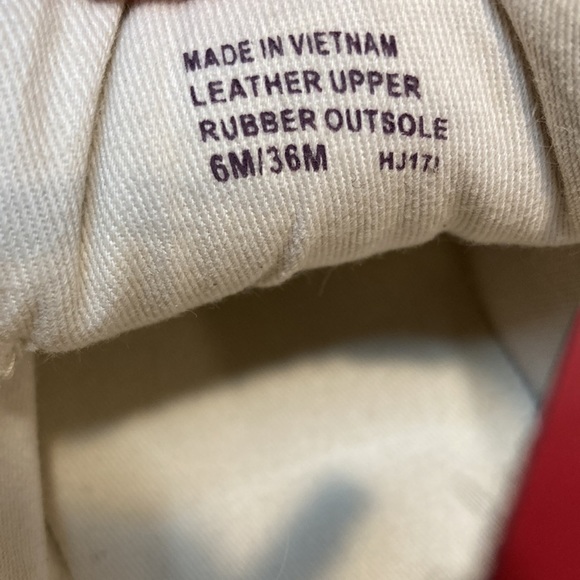 MADE IN VIETNAM
LEATHER UPPER
RUBBER OUTSOLE
6M/36M